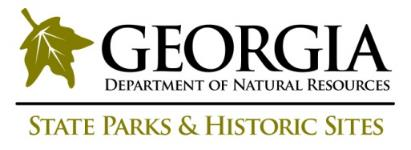 GEORGIA
DEPARTMENT OF NATURAL RESOURCES
STATE PARKS & HISTORIC SITES